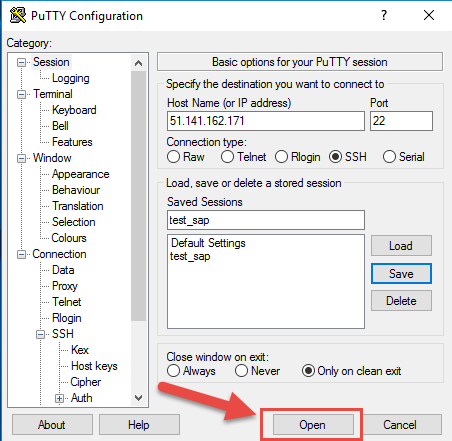 PuTTY Configuration
? ×
Category:
Session
Logging
Terminal
Keyboard
Bell
Features
Window
Appearance
Behaviour
Translation
Selection
Colours
Connection
Data
Proxy
Telnet
Rlogin
SSH
Kex
Host keys
Cipher
Auth
Basic options for your PuTTY session
Specify the destination you want to connect to
Host Name (or IP address) Port
51.141.162.171 22
Connection type:
Raw Telnet Rlogin SSH Serial
Load, save or delete a stored session
Saved Sessions
test_sap
Default Settings
test_sap
Load
Save
Delete
Close window on exit:
Always Never Only on clean exit
About Help Open Cancel